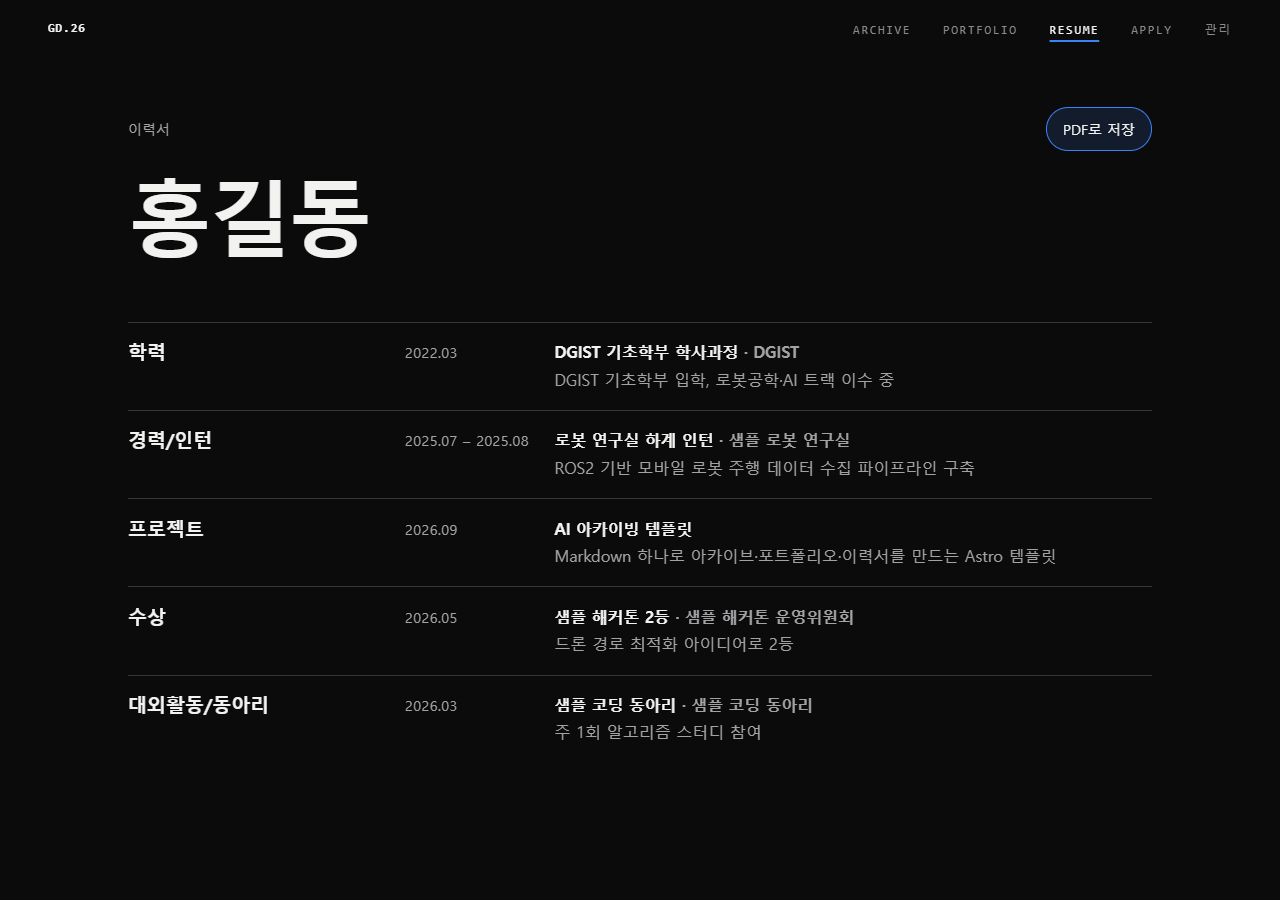 GD.26
ARCHIVE PORTFOLIO RESUME APPLY 관리
이력서
PDF로 저장
홍길동
학력 2022.03 DGIST 기초학부 학사과정 · DGIST
DGIST 기초학부 입학, 로봇공학·AI 트랙 이수 중
경력/인턴 2025.07 – 2025.08 로봇 연구실 하계 인턴 · 샘플 로봇 연구실
ROS2 기반 모바일 로봇 주행 데이터 수집 파이프라인 구축
프로젝트 2026.09 AI 아카이빙 템플릿
Markdown 하나로 아카이브·포트폴리오·이력서를 만드는 Astro 템플릿
수상 2026.05 샘플 해커톤 2등 · 샘플 해커톤 운영위원회
드론 경로 최적화 아이디어로 2등
대외활동/동아리 2026.03 샘플 코딩 동아리 · 샘플 코딩 동아리
주 1회 알고리즘 스터디 참여